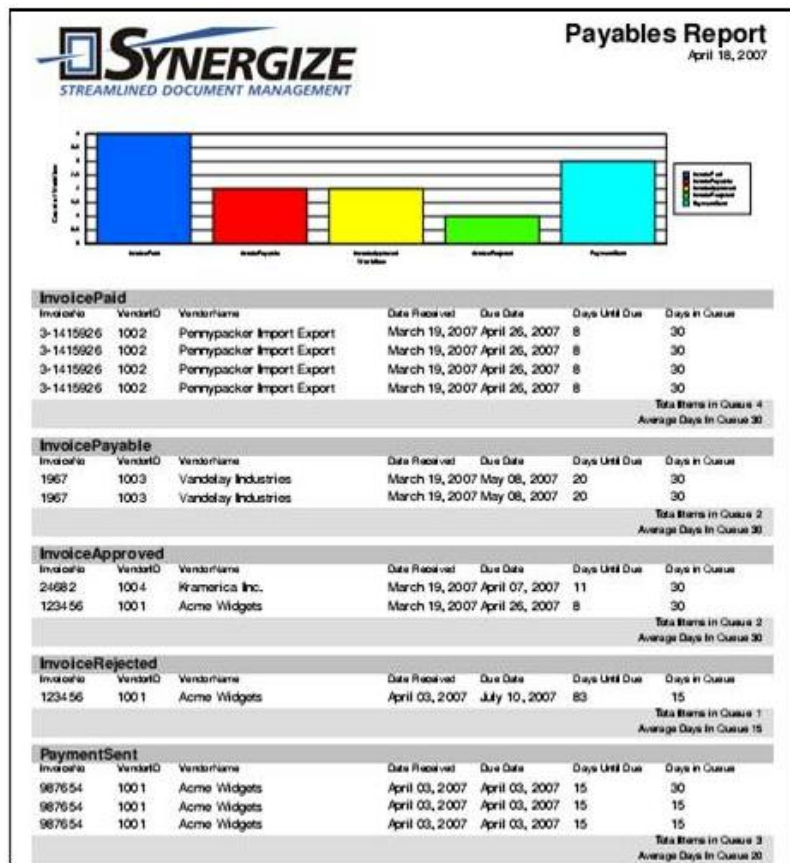 SYNERGIZE
STREAMLINED DOCUMENT MANAGEMENT
Payables Report
April 18, 2007
InvoicePaid
InvoicePayable
InvoiceApproved
InvoiceRejected
PaymentSent
InvoicePaid InvoicePayable InvoiceApproved InvoiceRejected PaymentSent
InvoicePaid
InvoiceNo VendorID VendorName Date Received Due Date Days Until Due Days in Queue
3-1415926 1002 Pennypacker Import Export March 19, 2007 April 26, 2007 8 30
3-1415926 1002 Pennypacker Import Export March 19, 2007 April 26, 2007 8 30
3-1415926 1002 Pennypacker Import Export March 19, 2007 April 26, 2007 8 30
3-1415926 1002 Pennypacker Import Export March 19, 2007 April 26, 2007 8 30
Total Items in Queue 4
Average Days In Queue 30
InvoicePayable
InvoiceNo VendorID VendorName Date Received Due Date Days Until Due Days in Queue
1967 1003 Vandelay Industries March 19, 2007 May 08, 2007 20 30
1967 1003 Vandelay Industries March 19, 2007 May 08, 2007 20 30
Total Items in Queue 2
Average Days In Queue 30
InvoiceApproved
InvoiceNo VendorID VendorName Date Received Due Date Days Until Due Days in Queue
24682 1004 Kramerica Inc. March 19, 2007 April 07, 2007 11 30
123456 1001 Acme Widgets March 19, 2007 April 26, 2007 8 30
Total Items in Queue 2
Average Days In Queue 30
InvoiceRejected
InvoiceNo VendorID VendorName Date Received Due Date Days Until Due Days in Queue
123456 1001 Acme Widgets April 03, 2007 July 10, 2007 83 15
Total Items in Queue 1
Average Days In Queue 15
PaymentSent
InvoiceNo VendorID VendorName Date Received Due Date Days Until Due Days in Queue
987654 1001 Acme Widgets April 03, 2007 April 03, 2007 15 30
987654 1001 Acme Widgets April 03, 2007 April 03, 2007 15 15
987654 1001 Acme Widgets April 03, 2007 April 03, 2007 15 15
Total Items in Queue 3
Average Days In Queue 20